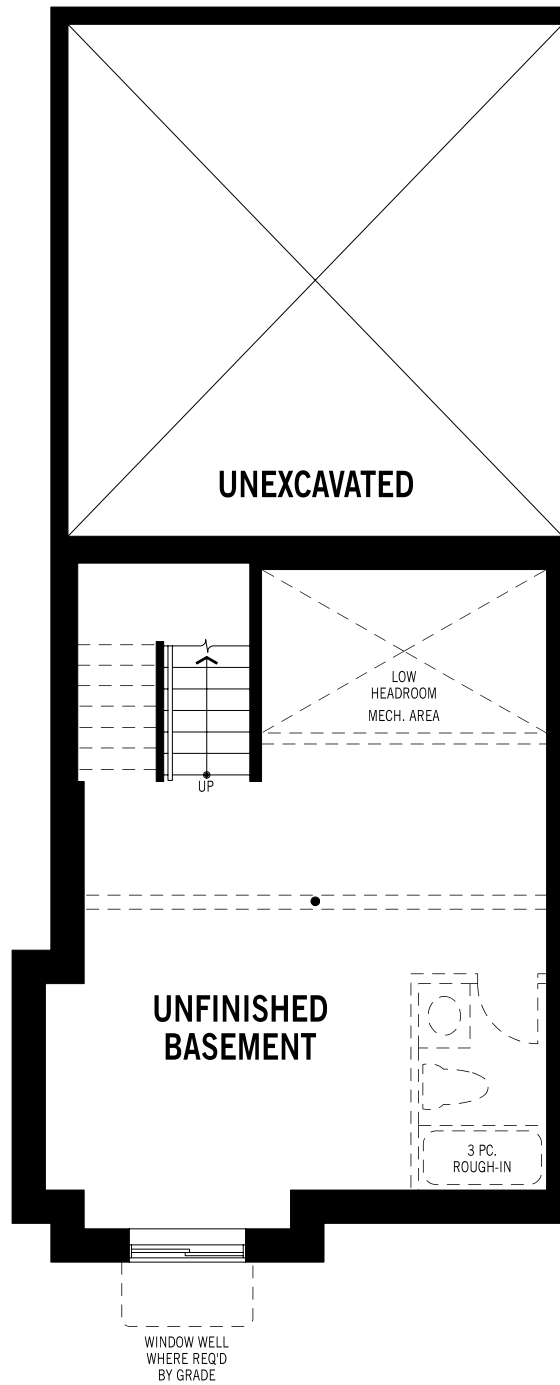 UNEXCAVATED
LOW
HEADROOM
MECH. AREA
UP
UNFINISHED
BASEMENT
3 PC.
ROUGH-IN
WINDOW WELL
WHERE REQ'D
BY GRADE